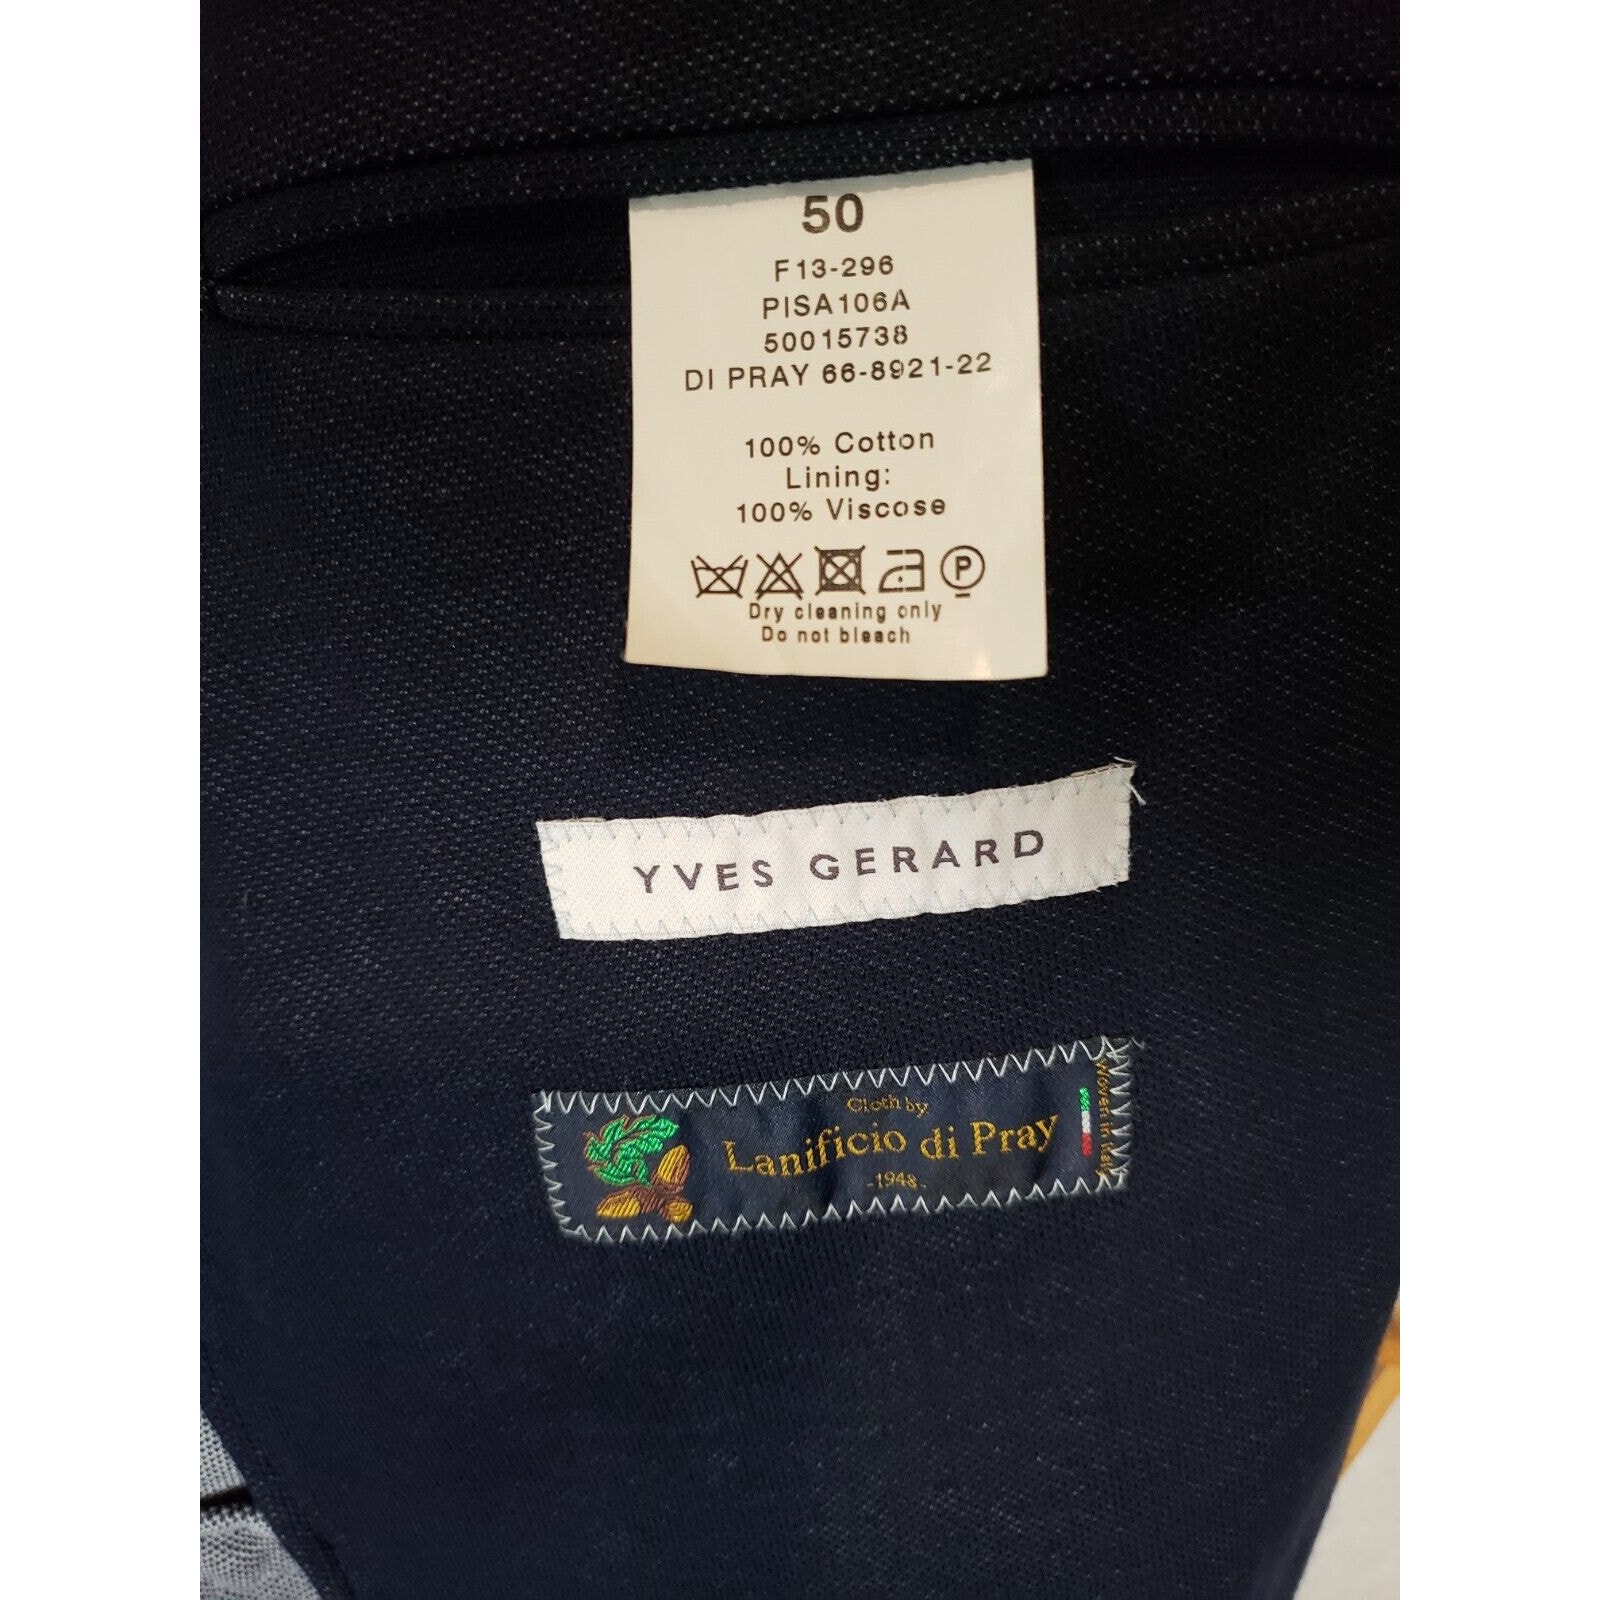 50
F13-296
PISA106A
50015738
DI PRAY 66-8921-22
100% Cotton
Lining:
100% Viscose
P
Dry cleaning only
Do not bleach
YVES GERARD
Cloth by
Lanificio di Pray
-1948-
Woven in Italy